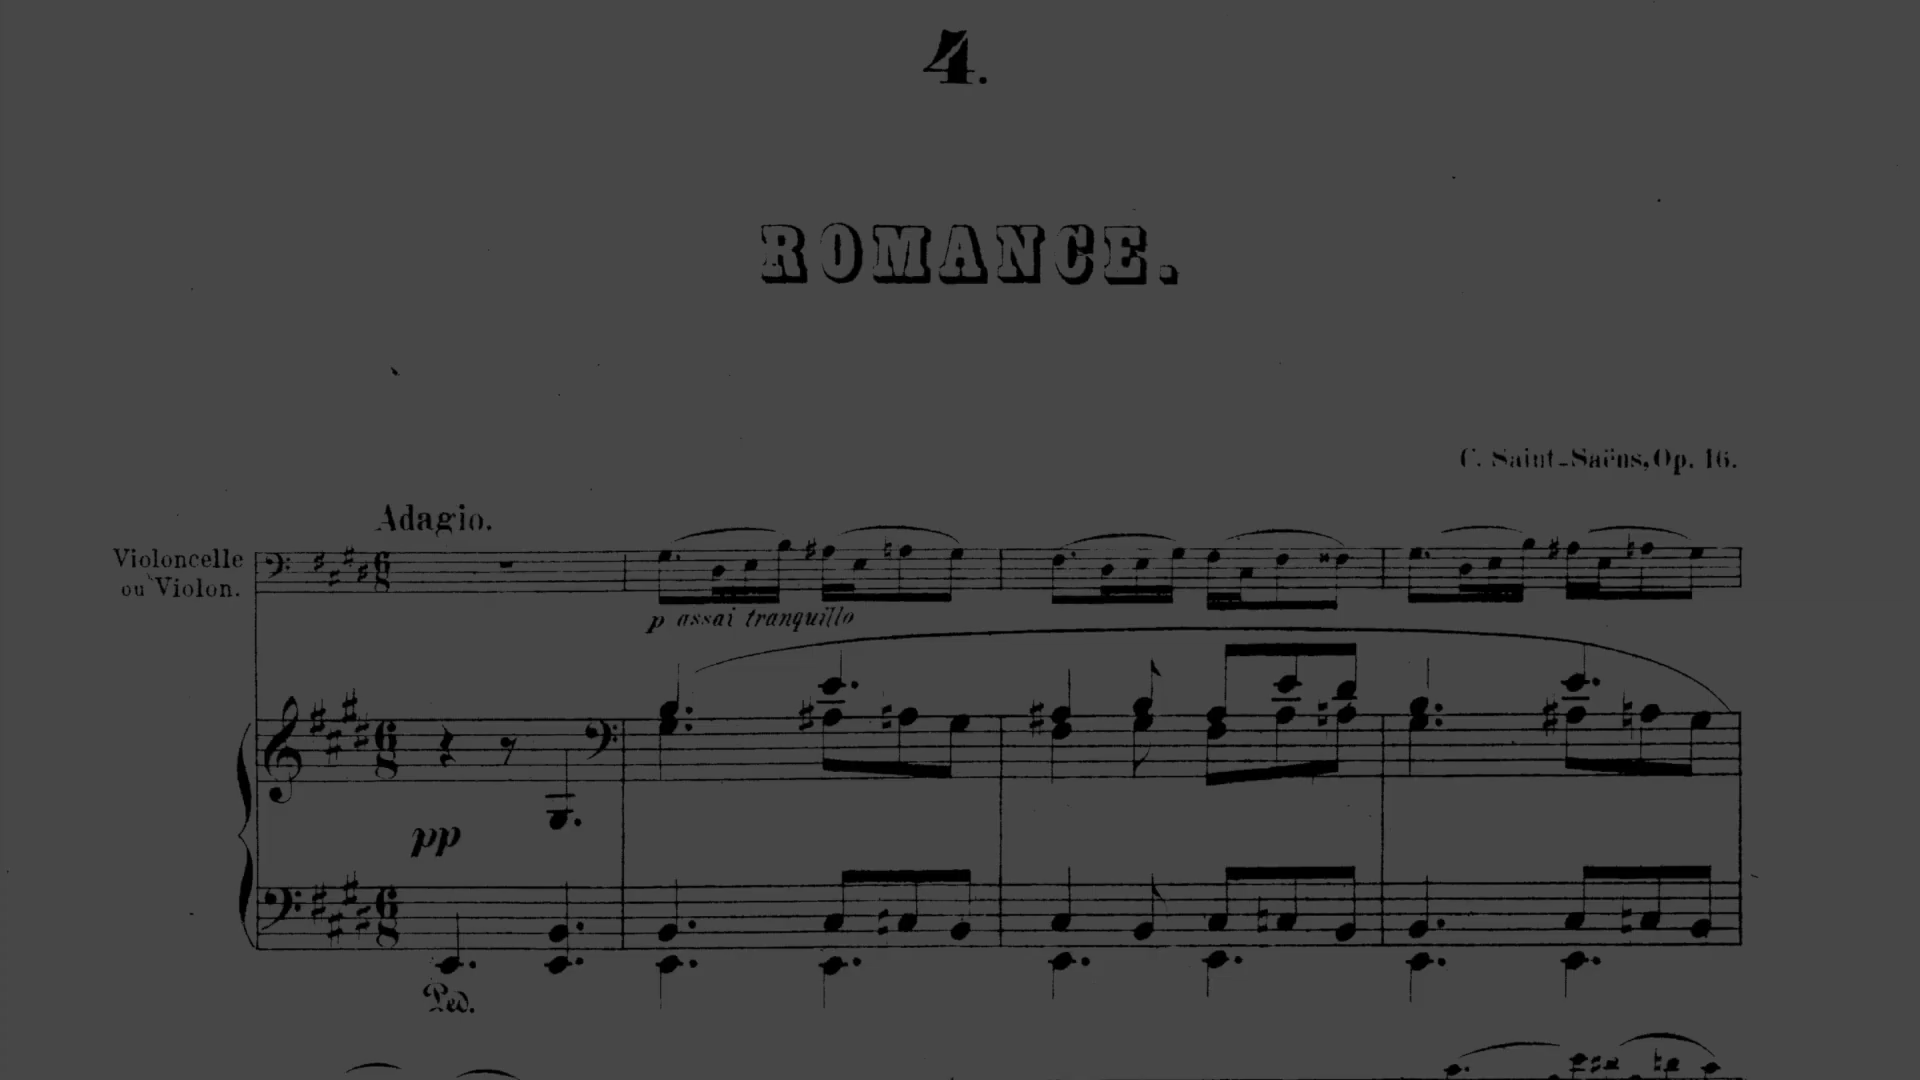 4.
ROMANCE.
C. Saint-Saëns, Op. 16.
Adagio.
Violoncelle
ou Violon.
p assai tranquillo
pp
Ped.